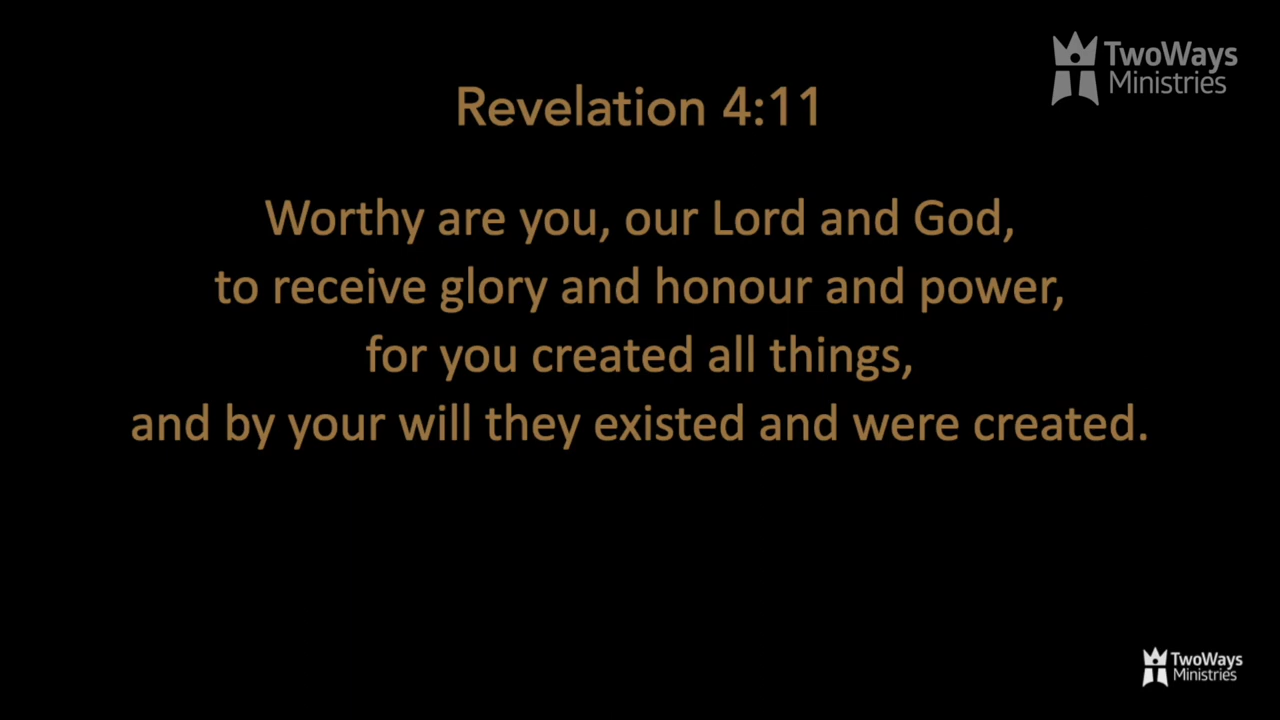 TwoWays
Ministries
Revelation 4:11
Worthy are you, our Lord and God,
to receive glory and honour and power,
for you created all things,
and by your will they existed and were created.
TwoWays
Ministries